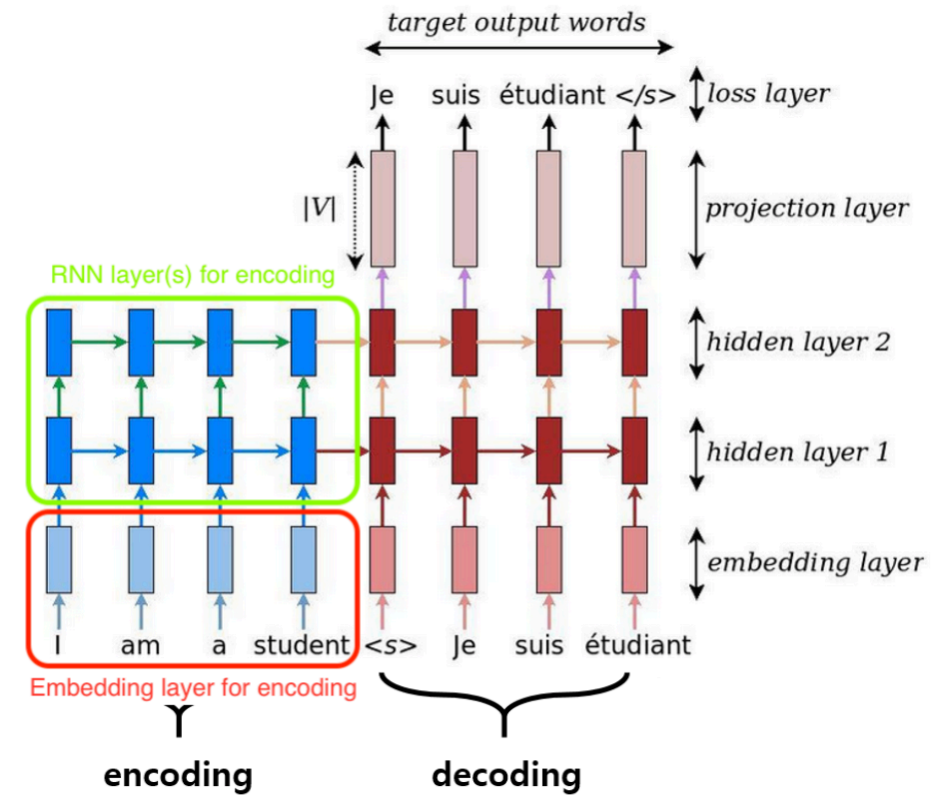 target output words
Je suis étudiant </s> loss layer
|V| projection layer
RNN layer(s) for encoding
hidden layer 2
hidden layer 1
embedding layer
I am a student <s> Je suis étudiant
Embedding layer for encoding
encoding decoding